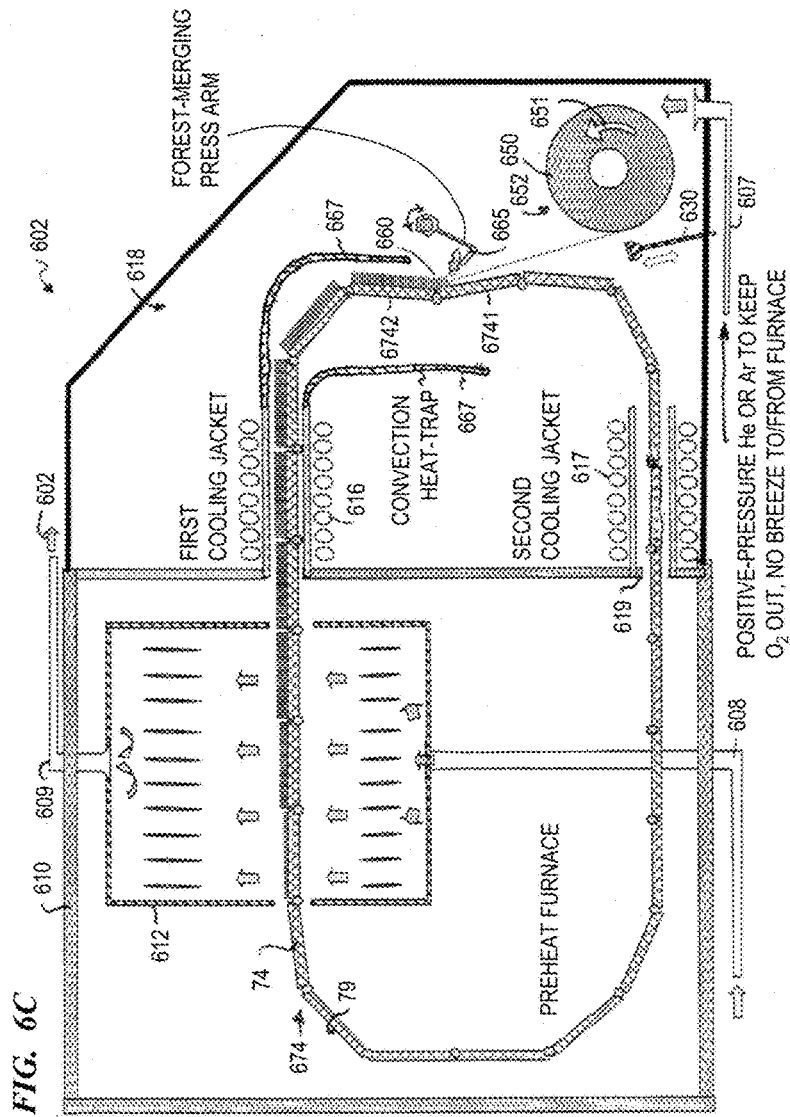 FIG. 6C
602
618
FOREST-MERGING
PRESS ARM
602
609
610
612
667
FIRST
COOLING JACKET
616
660
665
652
650
651
6742
6741
667
CONVECTION
HEAT-TRAP
630
607
74
79
674
SECOND
COOLING JACKET
617
619
PREHEAT FURNACE
608
POSITIVE-PRESSURE He OR Ar TO KEEP
O₂ OUT, NO BREEZE TO/FROM FURNACE